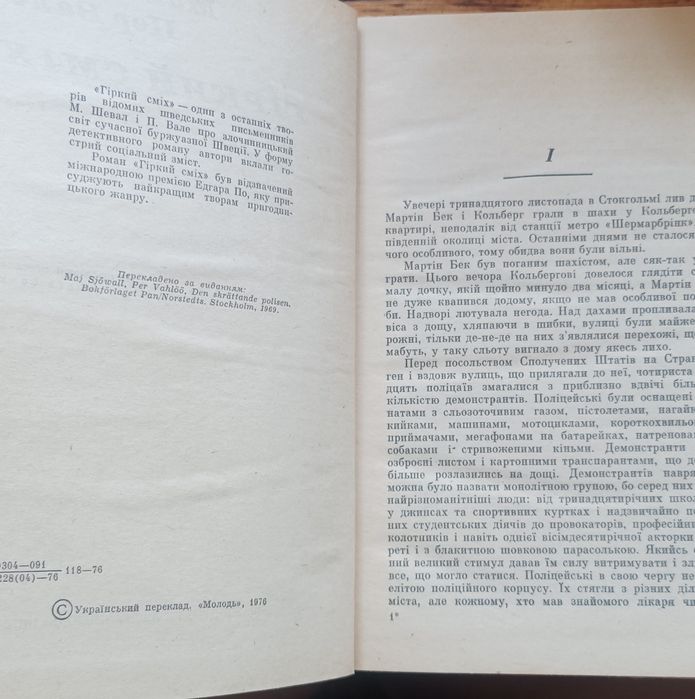 «Гіркий сміх» — один з останніх тво-
рів відомих шведських письменників
М. Шеваль і П. Вале про злочинницький
світ сучасної буржуазної Швеції. У форму
детективного роману автори вклали го-
стрий соціальний зміст.
Роман «Гіркий сміх» був відзначений
міжнародною премією Едгара По, яку при-
суджують найкращим творам пригодни-
цького жанру.
Перекладено за виданням:
Maj Sjöwall, Per Vahlöö, Den skrattande polisen.
Bokförlaget Pan/Norstedts. Stockholm, 1969.
0304—091
228(04)—76 118—76
© Український переклад. «Молодь», 1976
I
Увечері тринадцятого листопада в Стокгольмі лив д
Мартін Бек і Кольберг грали в шахи у Кольберго
квартирі, неподалік від станції метро «Шермарбрінк»
південній околиці міста. Останніми днями не сталося
чого особливого, тому обидва вони були вільні.
Мартін Бек був поганим шахістом, але сяк-так у
грати. Цього вечора Кольбергові довелося глядіти с
малу дочку, якій щойно минуло два місяці, а Мартін
не дуже квапився додому, якщо не мав особливої по
би. Надворі лютувала негода. Над дахами пропливала
віса з дощу, хляпаючи в шибки, вулиці були майже
рожні, тільки де-не-де на них з'являлися перехожі, що
мабуть, у таку сльоту вигнало з дому якесь лихо.
Перед посольством Сполучених Штатів на Стран
ген і вздовж вулиць, що прилягали до неї, чотириста
дцять поліцаїв змагалися з приблизно вдвічі біль
кількістю демонстрантів. Поліцейські були оснащені
натами з сльозоточивим газом, пістолетами, нагай
кийками, машинами, мотоциклами, короткохвильо
приймачами, мегафонами на батарейках, натренова
собаками і стривоженими кіньми. Демонстранти
озброєні листом і картонними транспарантами, що д
більше розлазились на дощі. Демонстрантів навря
можна було назвати монолітною групою, бо серед них
найрізноманітніші люди: від тринадцятирічних шкo
у джинсах та спортивних куртках і надзвичайно по
них студентських діячів до провокаторів, професійни
колотників і навіть однієї вісімдесятирічної акторки
реті і з блакитною шовковою парасолькою. Якийсь
ний великий стимул давав їм силу витримувати і зл
все, що могло статися. Поліцейські в свою чергу не
елітою поліційного корпусу. Їх стягли з різних діл
міста, але кожному, хто мав знайомого лікаря чи
1*